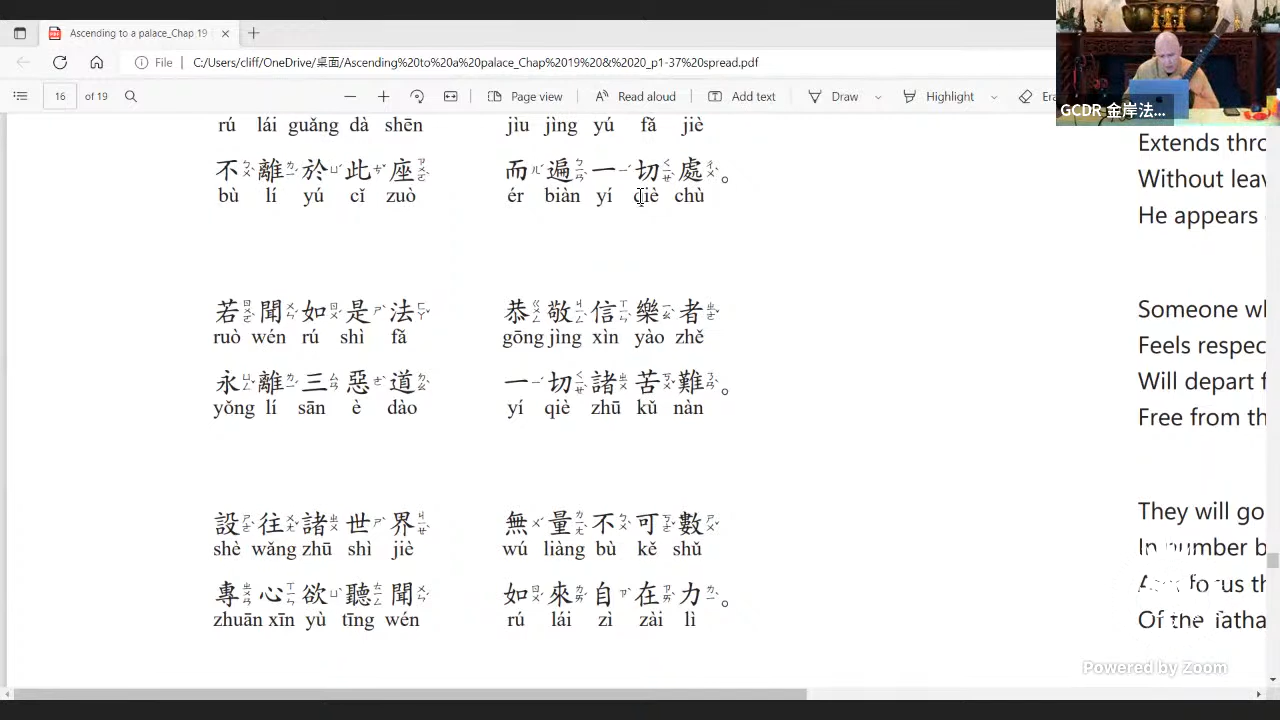 Ascending to a palace_Chap 19
File C:/Users/cliff/OneDrive/桌面/Ascending%20to%20a%20palace_Chap%2019%20&%2020_p1-37%20spread.pdf
16 of 19 Page view Read aloud Add text Draw Highlight
GCDR 金岸法...
rú lái guǎng dà shēn jiu jìng yú fǎ jiè
不離於此座 而遍一切處。
bù lí yú cǐ zuò ér biàn yí qiè chù
若聞如是法 恭敬信樂者
ruò wén rú shì fǎ gōng jìng xìn yào zhě
永離三惡道 一切諸苦難。
yǒng lí sān è dào yí qiè zhū kǔ nàn
設往諸世界 無量不可數
shè wǎng zhū shì jiè wú liàng bù kě shǔ
專心欲聽聞 如來自在力。
zhuān xīn yù tīng wén rú lái zì zài lì
Extends
Without
He appears
Someone
Feels
Will depart
Free from
They will go
In number
Of the
Powered by Zoom